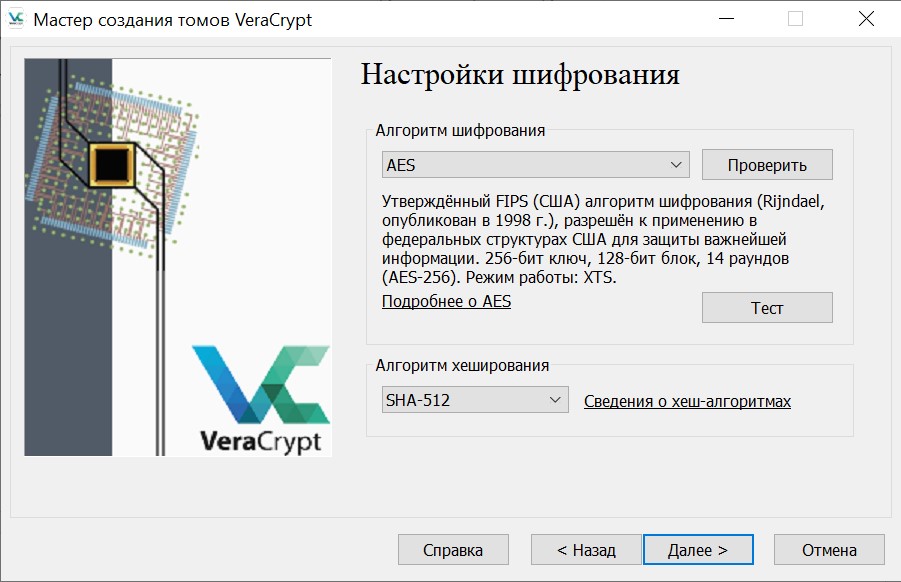 Мастер создания томов VeraCrypt
Настройки шифрования
Алгоритм шифрования
AES
Проверить
Утверждённый FIPS (США) алгоритм шифрования (Rijndael,
опубликован в 1998 г.), разрешён к применению в
федеральных структурах США для защиты важнейшей
информации. 256-бит ключ, 128-бит блок, 14 раундов
(AES-256). Режим работы: XTS.
Подробнее о AES
Тест
Алгоритм хеширования
SHA-512
Сведения о хеш-алгоритмах
VeraCrypt
Справка
< Назад
Далее >
Отмена